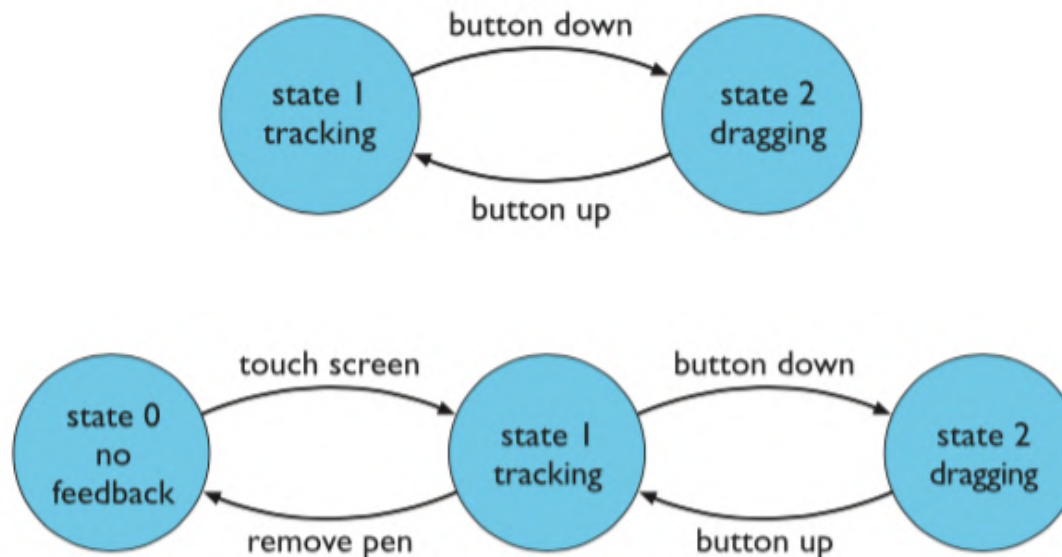 button down
state 1
tracking
state 2
dragging
button up
touch screen
button down
state 0
no
feedback
state 1
tracking
state 2
dragging
remove pen
button up